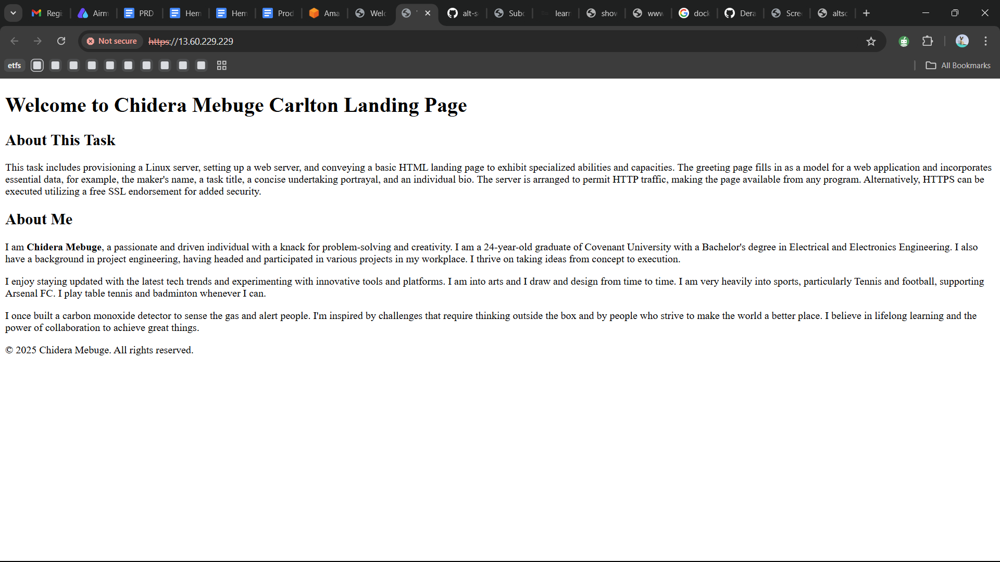 Regi
Airm
PRD
Hem
Hem
Prod
Ama
Welc
alt-s
Subc
learn
show
www
dock
Dera
Scre
altsc
Not secure
https://13.60.229.229
etfs
All Bookmarks
Welcome to Chidera Mebuge Carlton Landing Page
About This Task
This task includes provisioning a Linux server, setting up a web server, and conveying a basic HTML landing page to exhibit specialized abilities and capacities. The greeting page fills in as a model for a web application and incorporates
essential data, for example, the maker's name, a task title, a concise undertaking portrayal, and an individual bio. The server is arranged to permit HTTP traffic, making the page available from any program. Alternatively, HTTPS can be
executed utilizing a free SSL endorsement for added security.
About Me
I am Chidera Mebuge, a passionate and driven individual with a knack for problem-solving and creativity. I am a 24-year-old graduate of Covenant University with a Bachelor's degree in Electrical and Electronics Engineering. I also
have a background in project engineering, having headed and participated in various projects in my workplace. I thrive on taking ideas from concept to execution.
I enjoy staying updated with the latest tech trends and experimenting with innovative tools and platforms. I am into arts and I draw and design from time to time. I am very heavily into sports, particularly Tennis and football, supporting
Arsenal FC. I play table tennis and badminton whenever I can.
I once built a carbon monoxide detector to sense the gas and alert people. I'm inspired by challenges that require thinking outside the box and by people who strive to make the world a better place. I believe in lifelong learning and the
power of collaboration to achieve great things.
© 2025 Chidera Mebuge. All rights reserved.